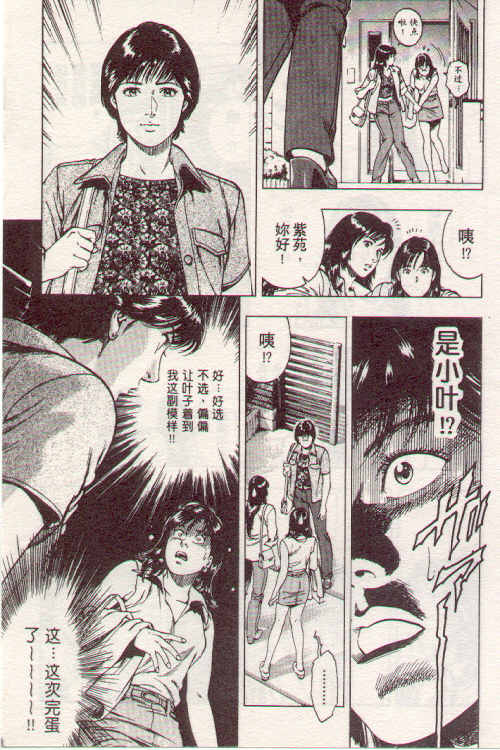 快点
啦！
不过…
咦!?
紫苑，
妳好！
是小叶!?
咦!?
………
好…好选
不选、偏偏
让叶子着到
我这副模样!!
这…这次完蛋
了～～～～～!!